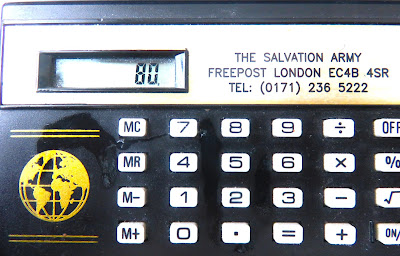 80.
THE SALVATION ARMY
FREEPOST LONDON EC4B 4SR
TEL: (0171) 236 5222
MC 7 8 9 ÷ OFF
MR 4 5 6 × %
M- 1 2 3 − √
M+ 0 . = + ON/